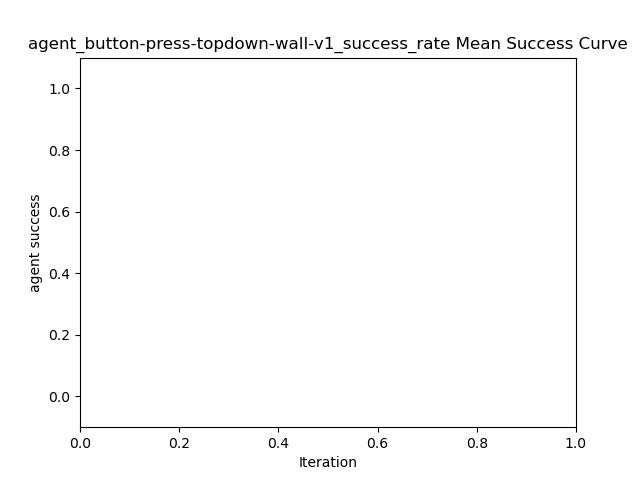 agent_button-press-topdown-wall-v1_success_rate Mean Success Curve
1.0
0.8
0.6
0.4
0.2
0.0
agent success
0.0 0.2 0.4 0.6 0.8 1.0
Iteration